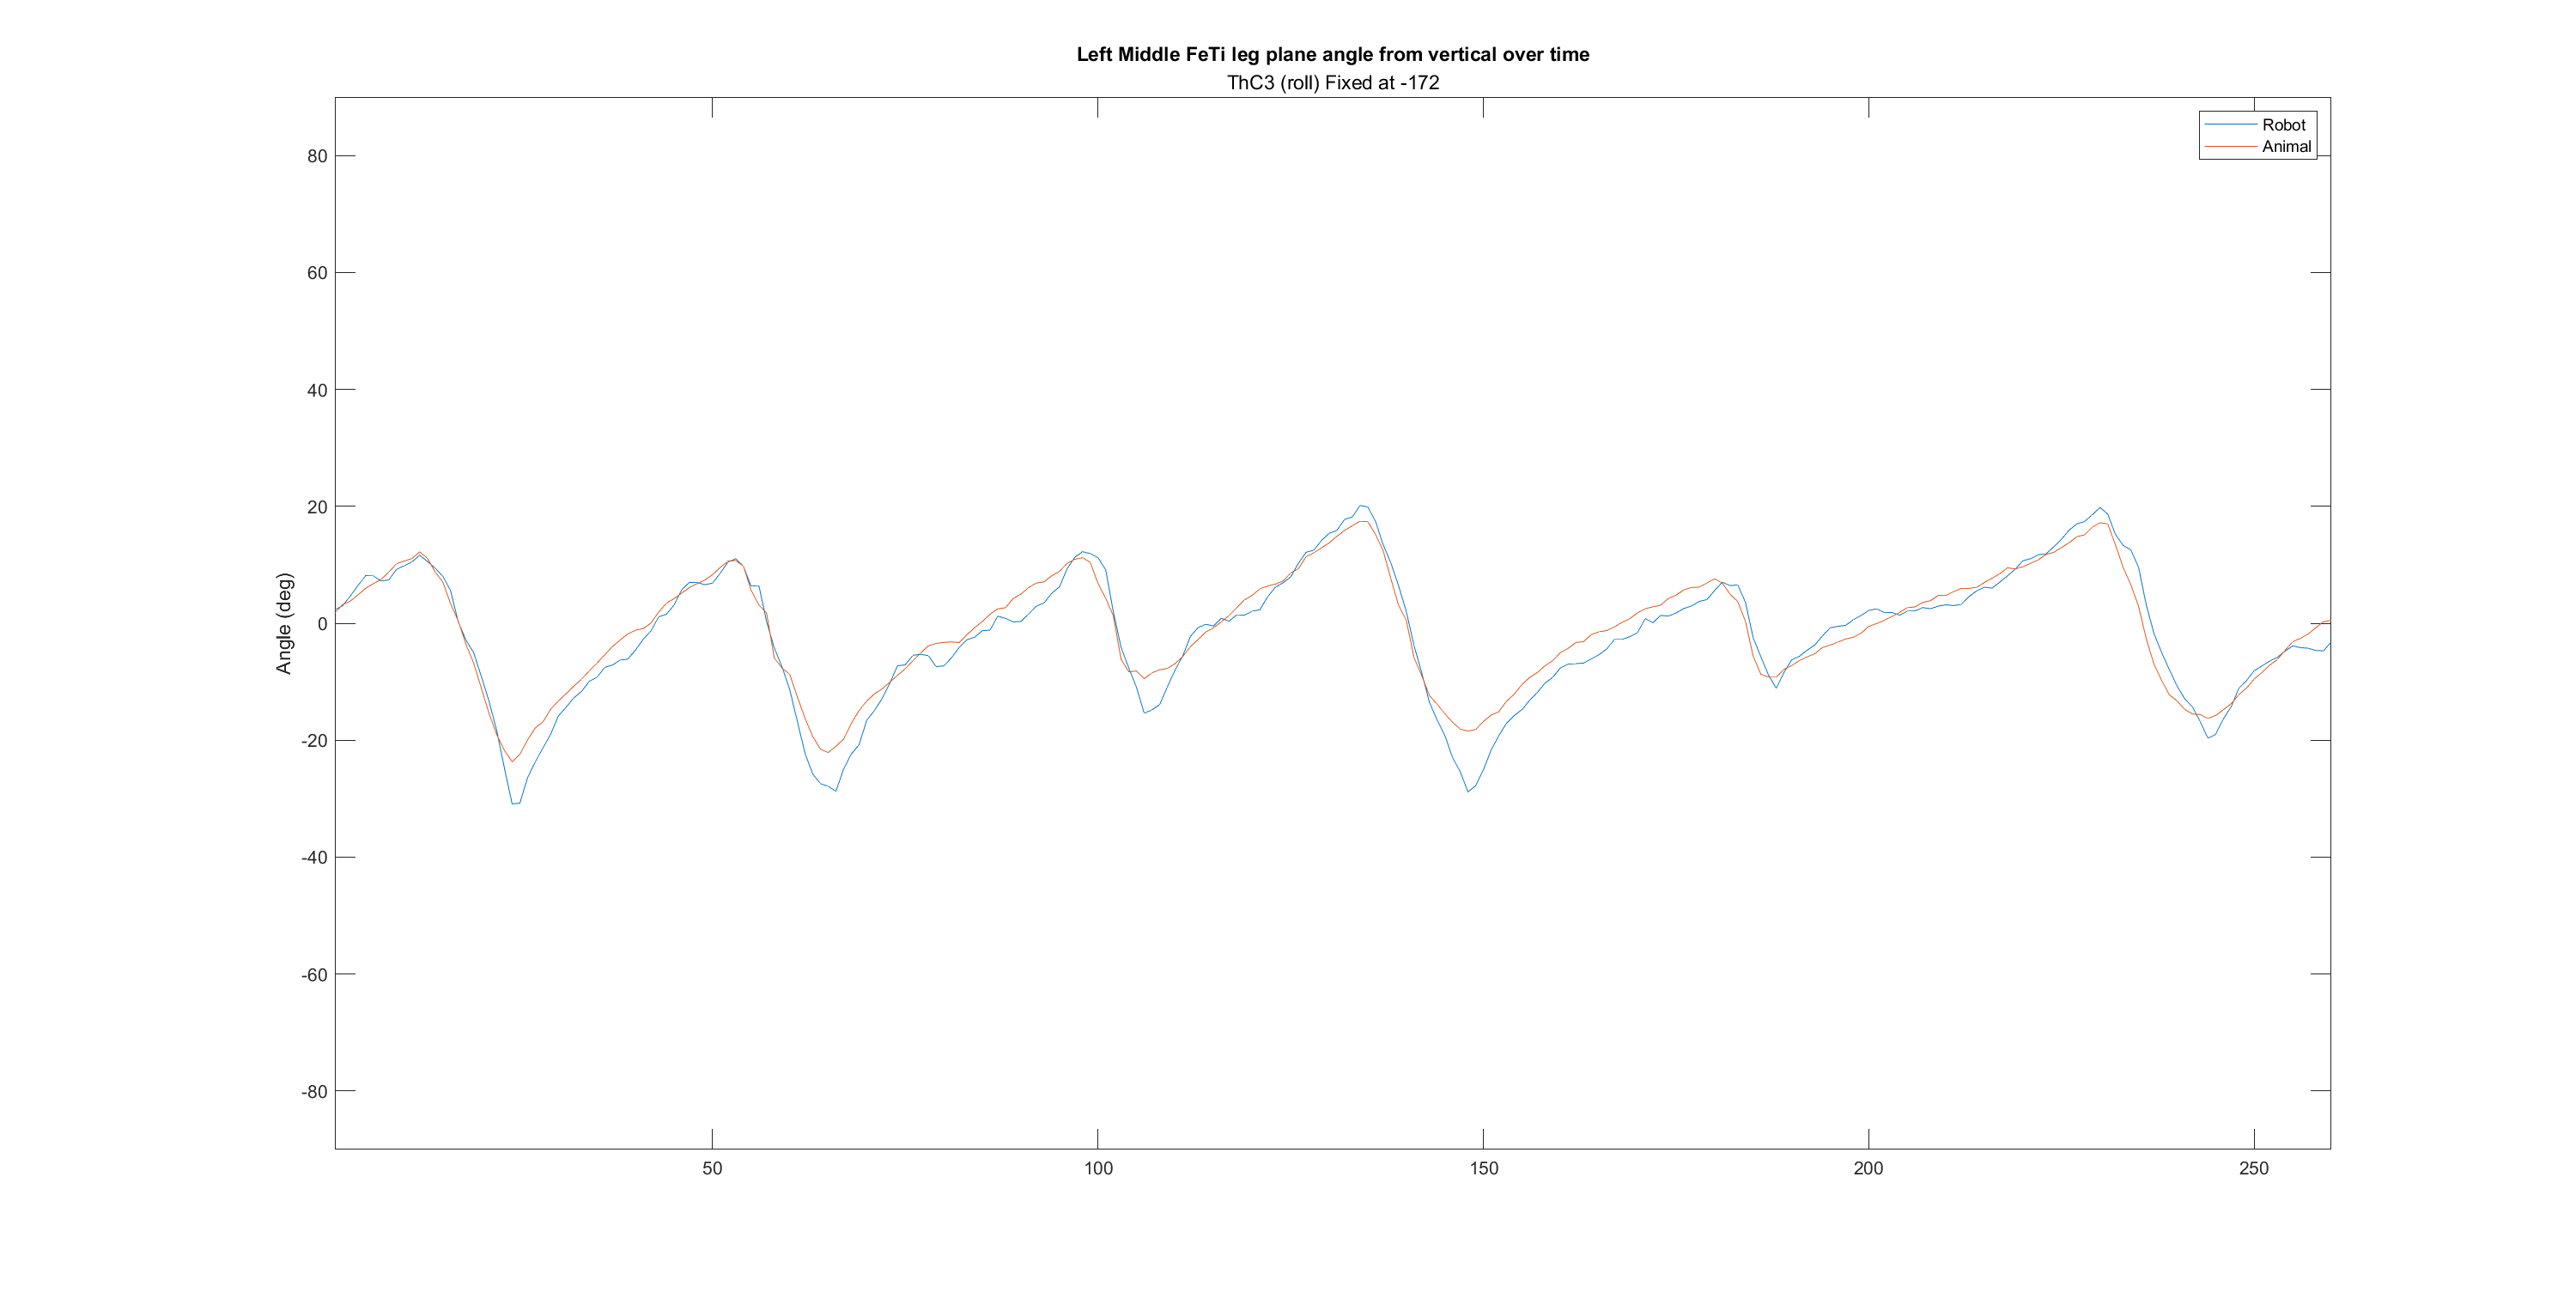 Left Middle FeTi leg plane angle from vertical over time
ThC3 (roll) Fixed at -172
Robot
Animal
80
60
40
20
0
-20
-40
-60
-80
Angle (deg)
50 100 150 200 250